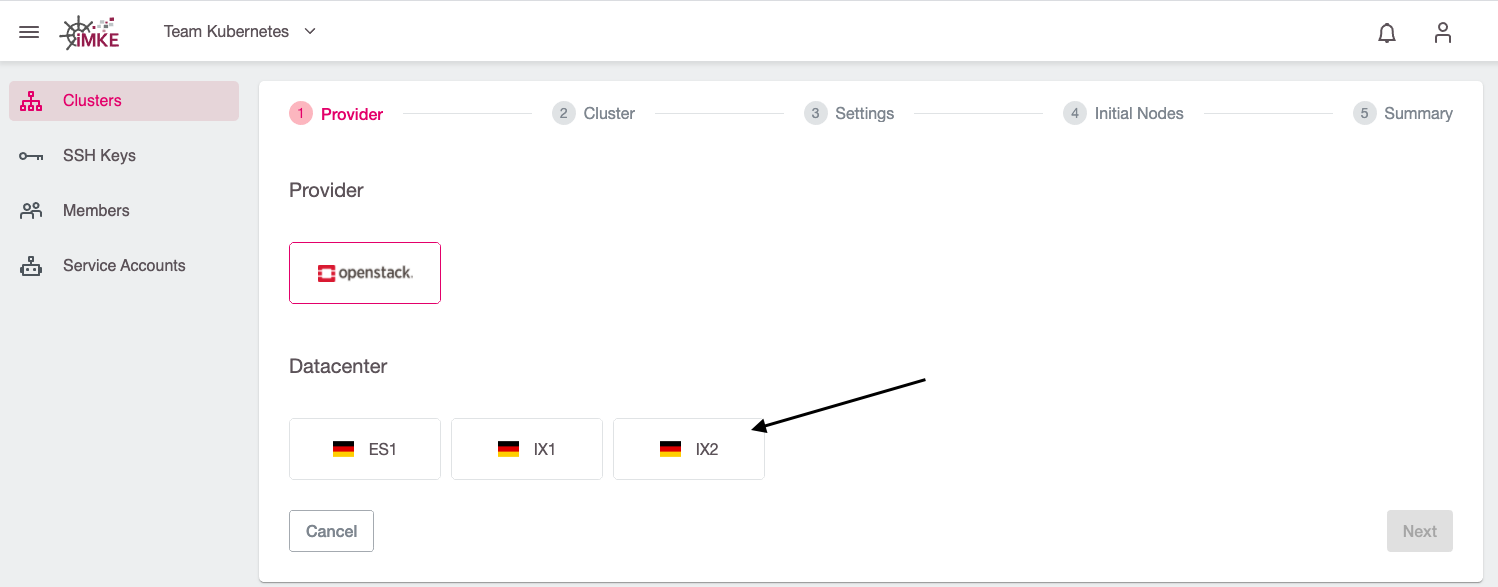 iMKE
Team Kubernetes
Clusters
SSH Keys
Members
Service Accounts
1 Provider
2 Cluster
3 Settings
4 Initial Nodes
5 Summary
Provider
openstack.
Datacenter
ES1
IX1
IX2
Cancel
Next